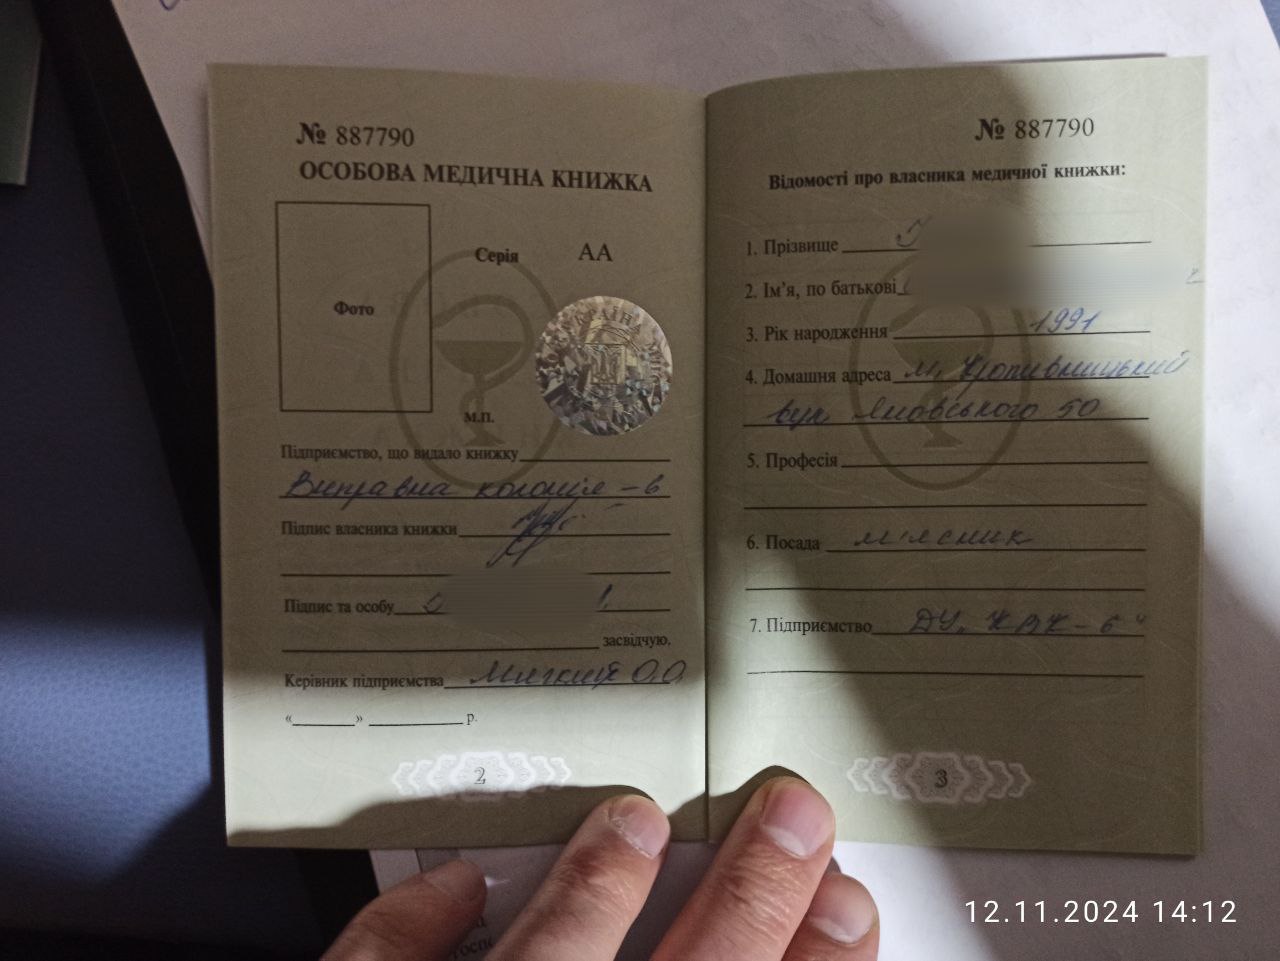 № 887790
ОСОБОВА МЕДИЧНА КНИЖКА
Фото
Серія АА
УКРАЇНА
М.П.
Підприємство, що видало книжку
Виправна колонія – 6
Підпис власника книжки
Підпис та особу
засвідчую.
Керівник підприємства О.О.
«» р.
2
№ 887790
Відомості про власника медичної книжки:
1. Прізвище
2. Ім’я, по батькові
3. Рік народження 1991
4. Домашня адреса м. Кропивницький
вул Яновського 50
5. Професія
6. Посада мʼясник
7. Підприємство ДУ „КВК – 6“
3
12.11.2024 14:12